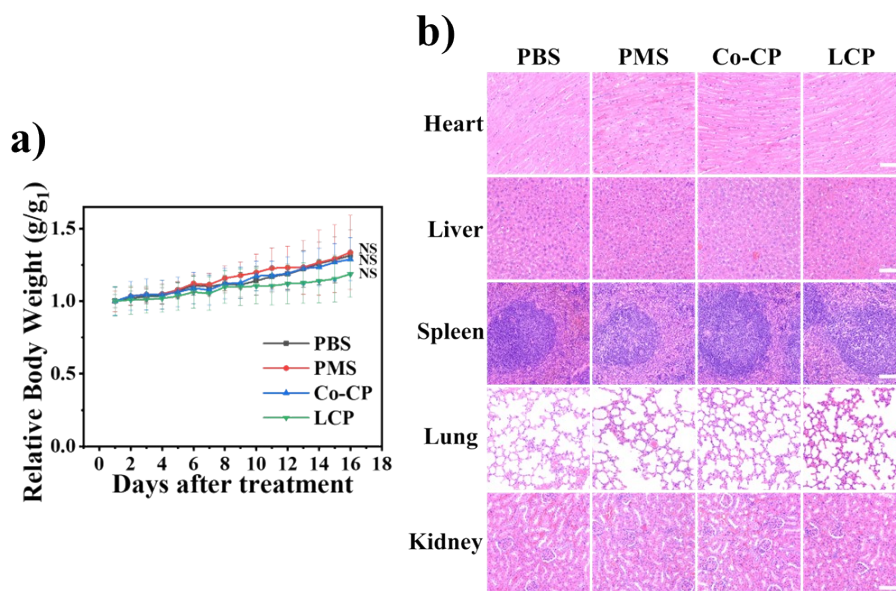 a)
Relative Body Weight (g/g₁)
1.5
1.0
0.5
0.0
NS
NS
NS
PBS
PMS
Co-CP
LCP
0 2 4 6 8 10 12 14 16 18
Days after treatment
b)
PBS PMS Co-CP LCP
Heart
Liver
Spleen
Lung
Kidney